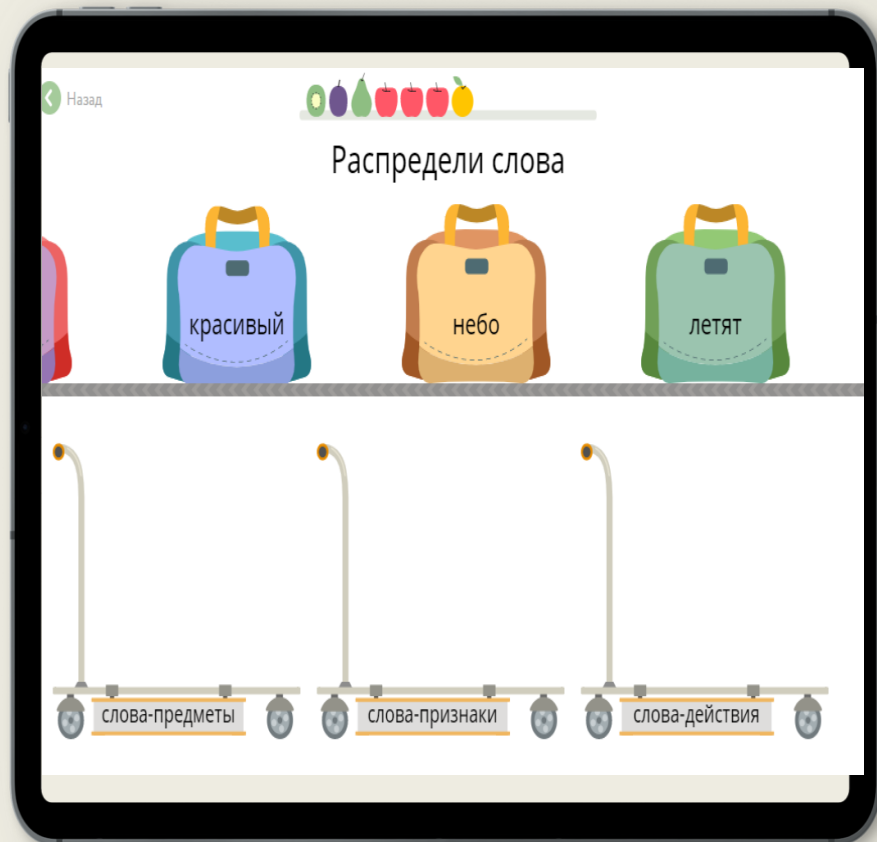 Назад
Распредели слова
красивый небо летят
слова-предметы слова-признаки слова-действия